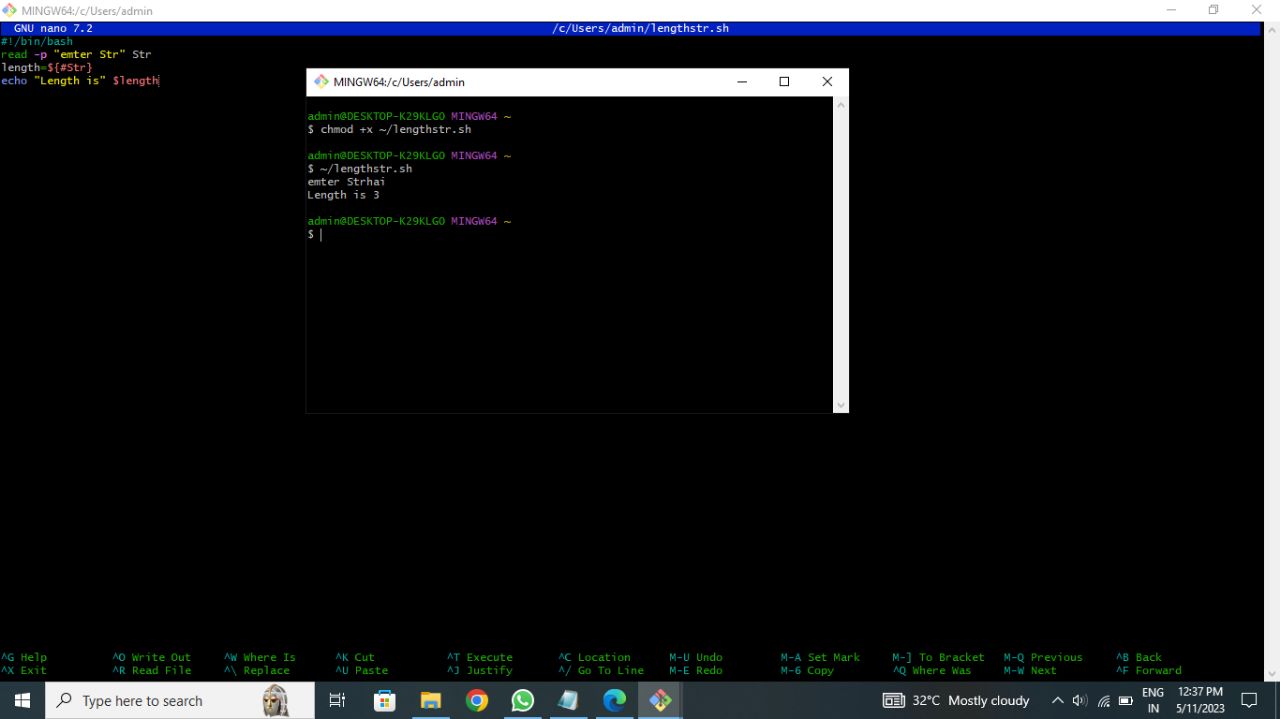 MINGW64:/c/Users/admin
GNU nano 7.2 /c/Users/admin/lengthstr.sh
#!/bin/bash
read -p "emter Str" Str
length=${#Str}
echo "Length is" $length
MINGW64:/c/Users/admin
admin@DESKTOP-K29KLGO MINGW64 ~
$ chmod +x ~/lengthstr.sh
admin@DESKTOP-K29KLGO MINGW64 ~
$ ~/lengthstr.sh
emter Strhai
Length is 3
admin@DESKTOP-K29KLGO MINGW64 ~
$
^G Help ^O Write Out ^W Where Is ^K Cut ^T Execute ^C Location M-U Undo M-A Set Mark M-] To Bracket M-Q Previous ^B Back
^X Exit ^R Read File ^\ Replace ^U Paste ^J Justify ^/ Go To Line M-E Redo M-6 Copy ^Q Where Was M-W Next ^F Forward
Type here to search
32°C Mostly cloudy
ENG
IN
12:37 PM
5/11/2023